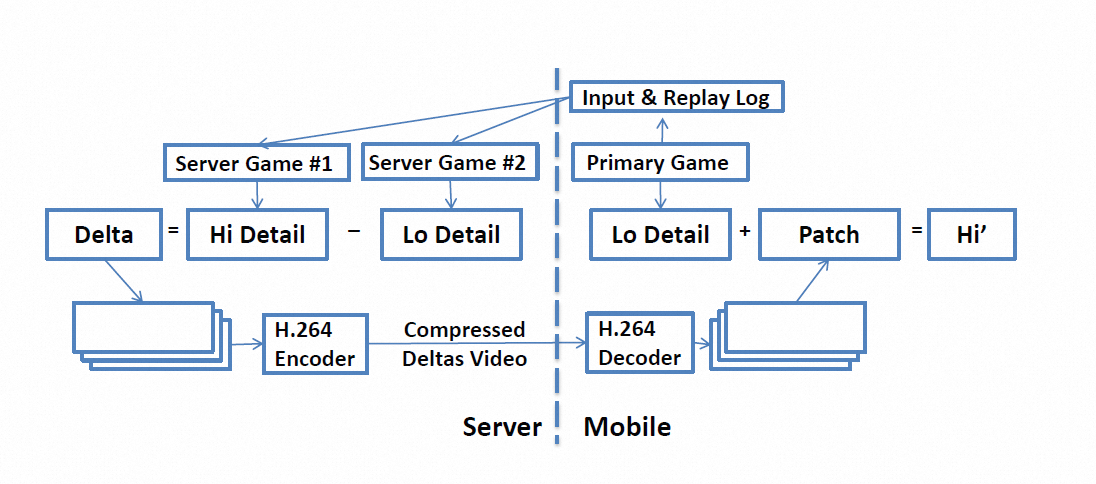 Input & Replay Log
Server Game #1
Server Game #2
Primary Game
Delta = Hi Detail – Lo Detail
Lo Detail + Patch = Hi’
H.264
Encoder
Compressed
Deltas Video
H.264
Decoder
Server
Mobile